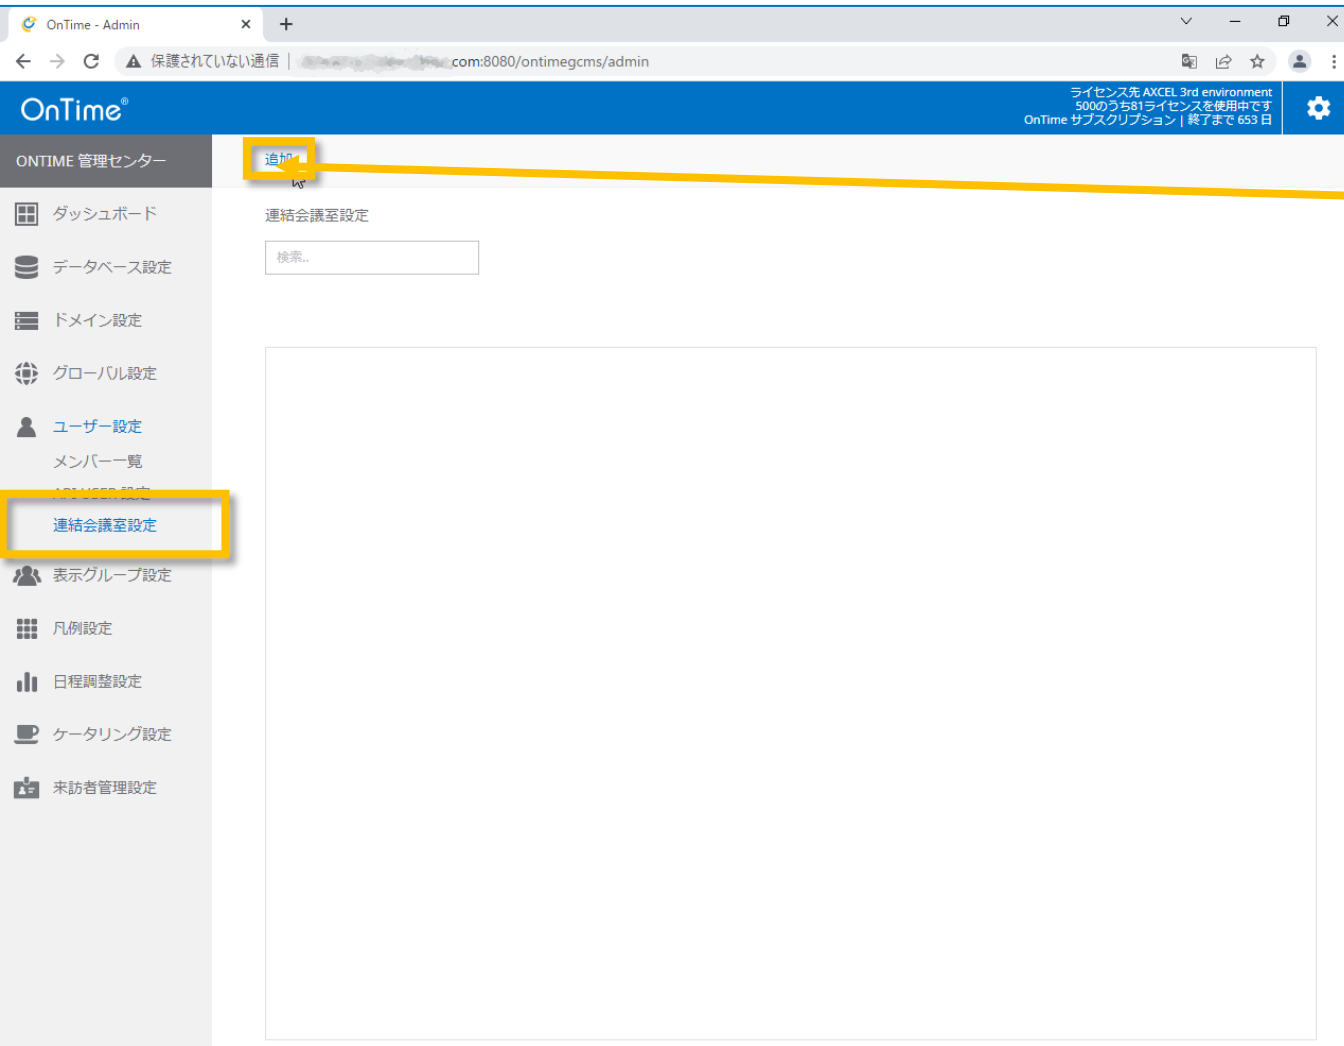 OnTime - Admin
保護されていない通信 | .com:8080/ontimegcms/admin
OnTime®
ライセンス先 AXCEL 3rd environment
500のうち81ライセンスを使用中です
OnTime サブスクリプション | 終了まで 653 日
ONTIME 管理センター
追加
ダッシュボード
データベース設定
ドメイン設定
グローバル設定
ユーザー設定
メンバー一覧
API USER 設定
連結会議室設定
表示グループ設定
凡例設定
日程調整設定
ケータリング設定
来訪者管理設定
連結会議室設定
検索..